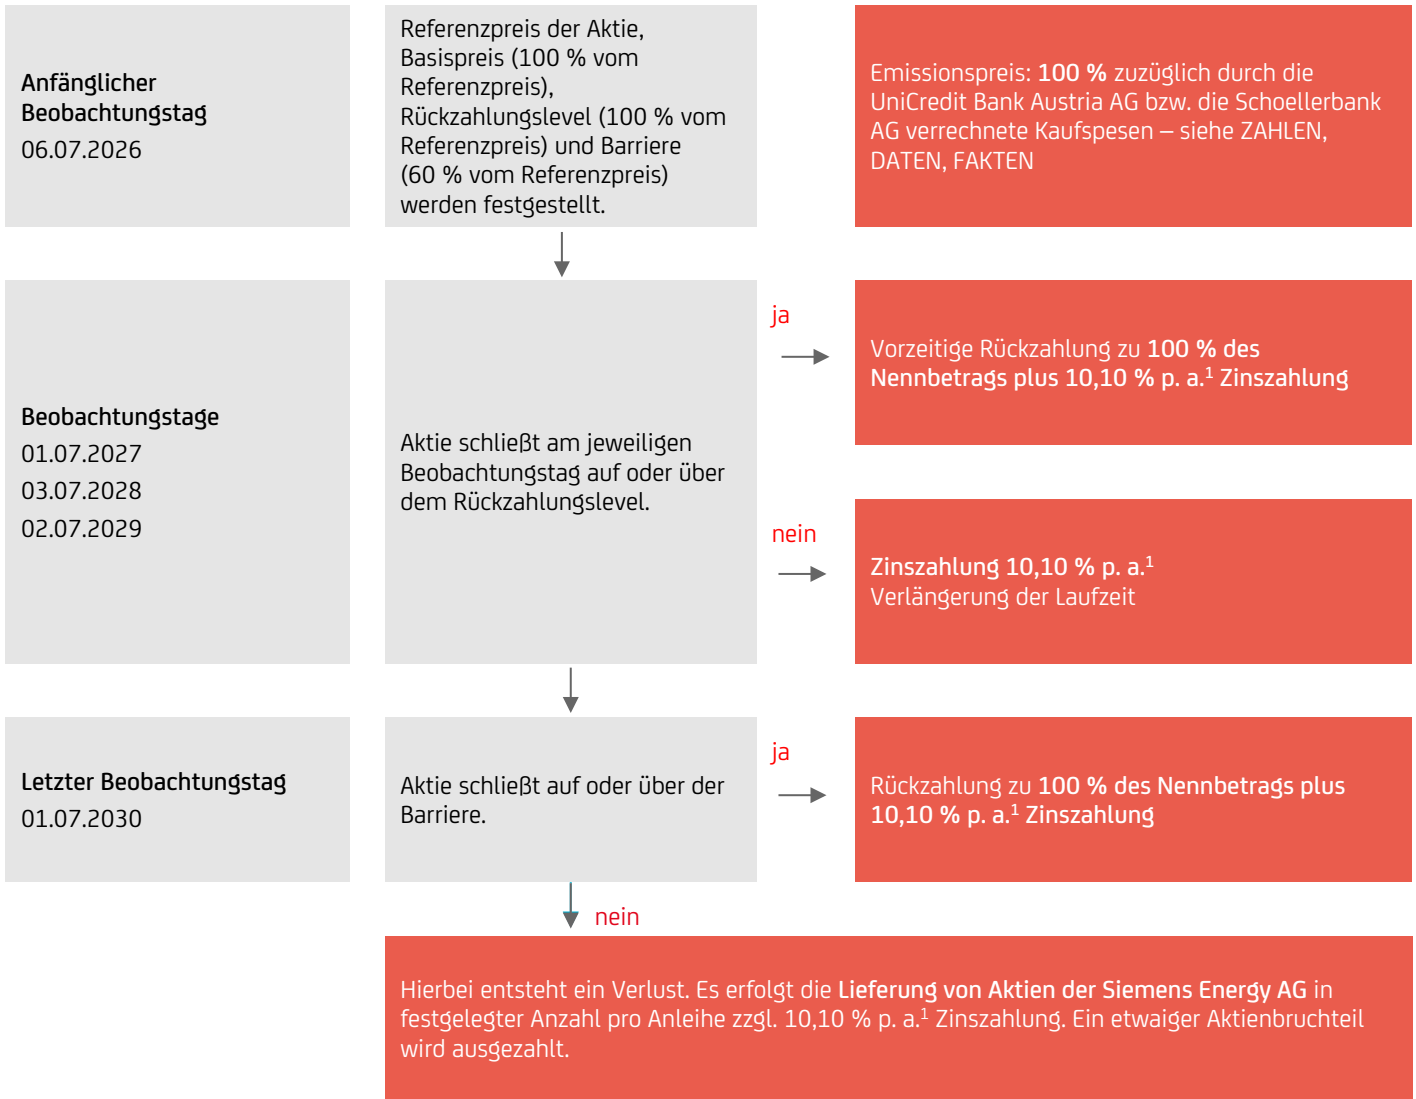 Anfänglicher
Beobachtungstag
06.07.2026
Referenzpreis der Aktie,
Basispreis (100 % vom
Referenzpreis),
Rückzahlungslevel (100 % vom
Referenzpreis) und Barriere
(60 % vom Referenzpreis)
werden festgestellt.
Emissionspreis: 100 % zuzüglich durch die
UniCredit Bank Austria AG bzw. die Schoellerbank
AG verrechnete Kaufspesen – siehe ZAHLEN,
DATEN, FAKTEN
Beobachtungstage
01.07.2027
03.07.2028
02.07.2029
Aktie schließt am jeweiligen
Beobachtungstag auf oder über
dem Rückzahlungslevel.
ja
Vorzeitige Rückzahlung zu 100 % des
Nennbetrags plus 10,10 % p. a.¹ Zinszahlung
nein
Zinszahlung 10,10 % p. a.¹
Verlängerung der Laufzeit
Letzter Beobachtungstag
01.07.2030
Aktie schließt auf oder über der
Barriere.
ja
Rückzahlung zu 100 % des Nennbetrags plus
10,10 % p. a.¹ Zinszahlung
nein
Hierbei entsteht ein Verlust. Es erfolgt die Lieferung von Aktien der Siemens Energy AG in
festgelegter Anzahl pro Anleihe zzgl. 10,10 % p. a.¹ Zinszahlung. Ein etwaiger Aktienbruchteil
wird ausgezahlt.